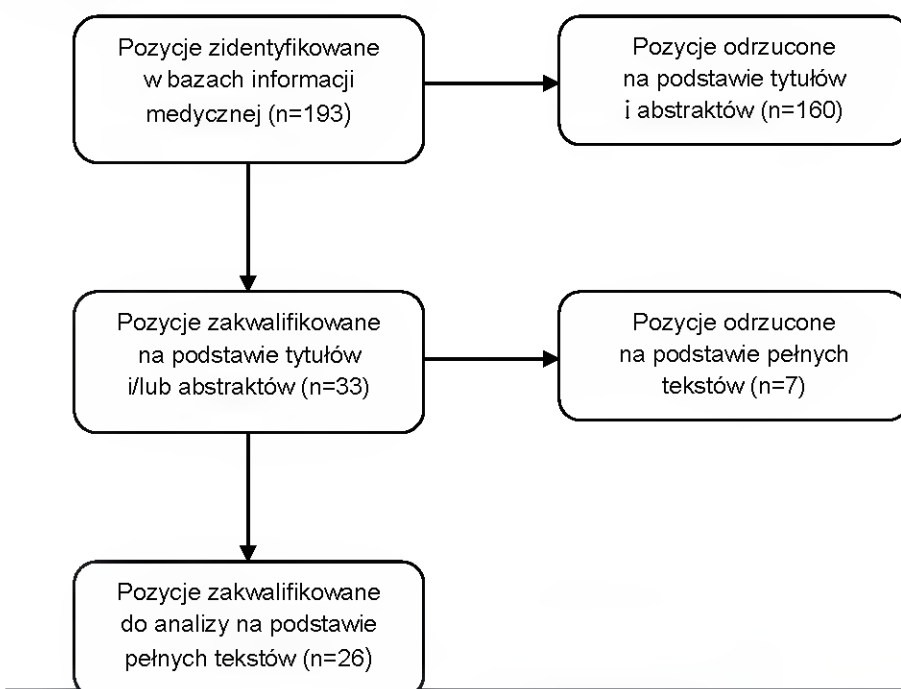 Pozycje zidentyfikowane
w bazach informacji
medycznej (n=193)
Pozycje odrzucone
na podstawie tytułów
i abstraktów (n=160)
Pozycje zakwalifikowane
na podstawie tytułów
i/lub abstraktów (n=33)
Pozycje odrzucone
na podstawie pełnych
tekstów (n=7)
Pozycje zakwalifikowane
do analizy na podstawie
pełnych tekstów (n=26)